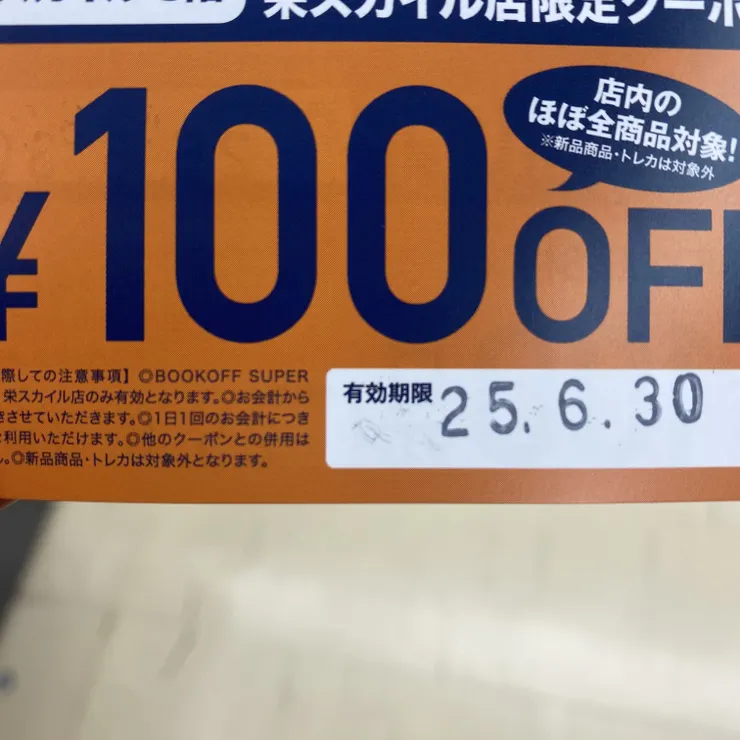 栄スカイル店限定クーポ
店内の
ほぼ全商品対象!
※新品商品・トレカは対象外
¥100OFF
際しての注意事項】◎BOOKOFF SUPER
栄スカイル店のみ有効となります。◎お会計から
きさせていただきます。◎1日1回のお会計につき
利用いただけます。◎他のクーポンとの併用は
ん。◎新品商品・トレカは対象外となります。
有効期限 25.6.30